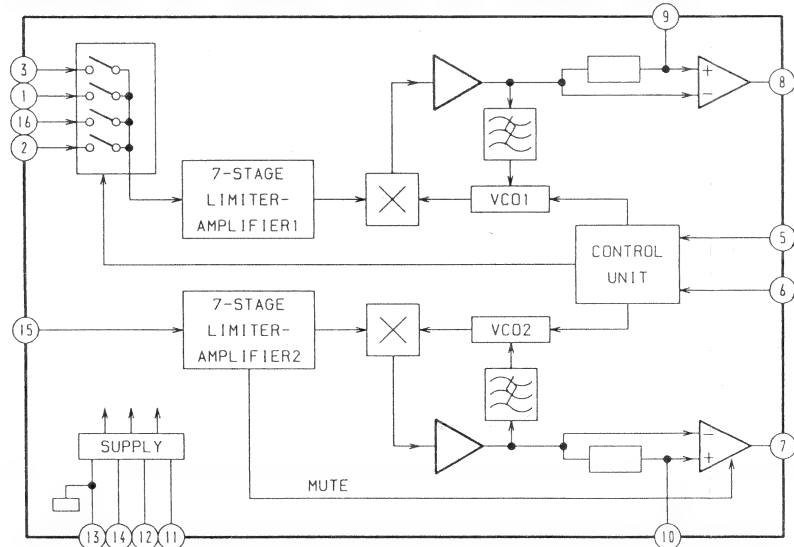 9
3
1
16
2
+
−
8
7-STAGE
LIMITER-
AMPLIFIER1
VCO1
CONTROL
UNIT
5
6
7-STAGE
LIMITER-
AMPLIFIER2
15
VCO2
SUPPLY
−
+
7
MUTE
13
14
12
11
10